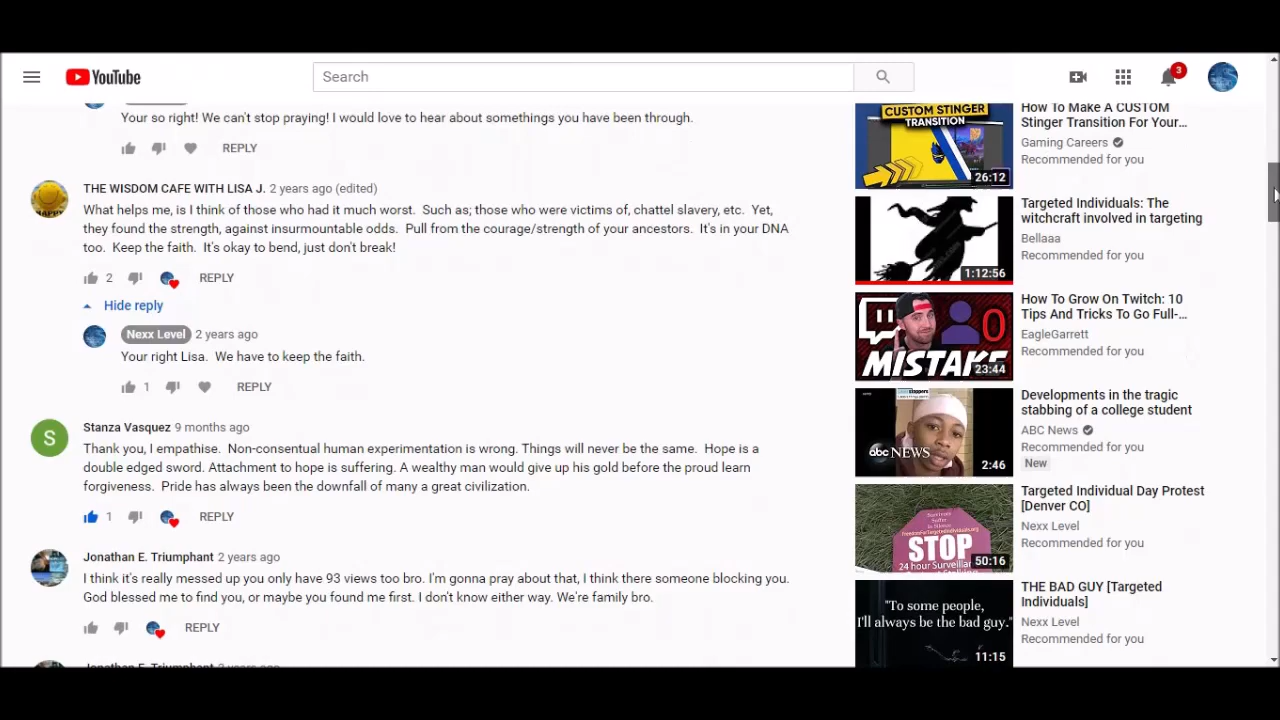 YouTube
Search
3
Your so right! We can't stop praying! I would love to hear about somethings you have been through.
REPLY
THE WISDOM CAFE WITH LISA J. 2 years ago (edited)
What helps me, is I think of those who had it much worst. Such as; those who were victims of, chattel slavery, etc. Yet,
they found the strength, against insurmountable odds. Pull from the courage/strength of your ancestors. It's in your DNA
too. Keep the faith. It's okay to bend, just don't break!
2 REPLY
Hide reply
Nexx Level 2 years ago
Your right Lisa. We have to keep the faith.
1 REPLY
Stanza Vasquez 9 months ago
Thank you, I empathise. Non-consentual human experimentation is wrong. Things will never be the same. Hope is a
double edged sword. Attachment to hope is suffering. A wealthy man would give up his gold before the proud learn
forgiveness. Pride has always been the downfall of many a great civilization.
1 REPLY
Jonathan E. Triumphant 2 years ago
I think it's really messed up you only have 93 views too bro. I'm gonna pray about that, I think there someone blocking you.
God blessed me to find you, or maybe you found me first. I don't know either way. We're family bro.
REPLY
Jonathan E. Triumphant 2 years ago
CUSTOM STINGER
TRANSITION
26:12
How To Make A CUSTOM
Stinger Transition For Your...
Gaming Careers
Recommended for you
1:12:56
Targeted Individuals: The
witchcraft involved in targeting
Bellaaa
Recommended for you
0
MISTAKE
23:44
How To Grow On Twitch: 10
Tips And Tricks To Go Full-...
EagleGarrett
Recommended for you
abc NEWS
2:46
Developments in the tragic
stabbing of a college student
ABC News
Recommended for you
New
STOP
24 hour Surveillance
50:16
Targeted Individual Day Protest
[Denver CO]
Nexx Level
Recommended for you
"To some people,
I'll always be the bad guy."
11:15
THE BAD GUY [Targeted
Individuals]
Nexx Level
Recommended for you